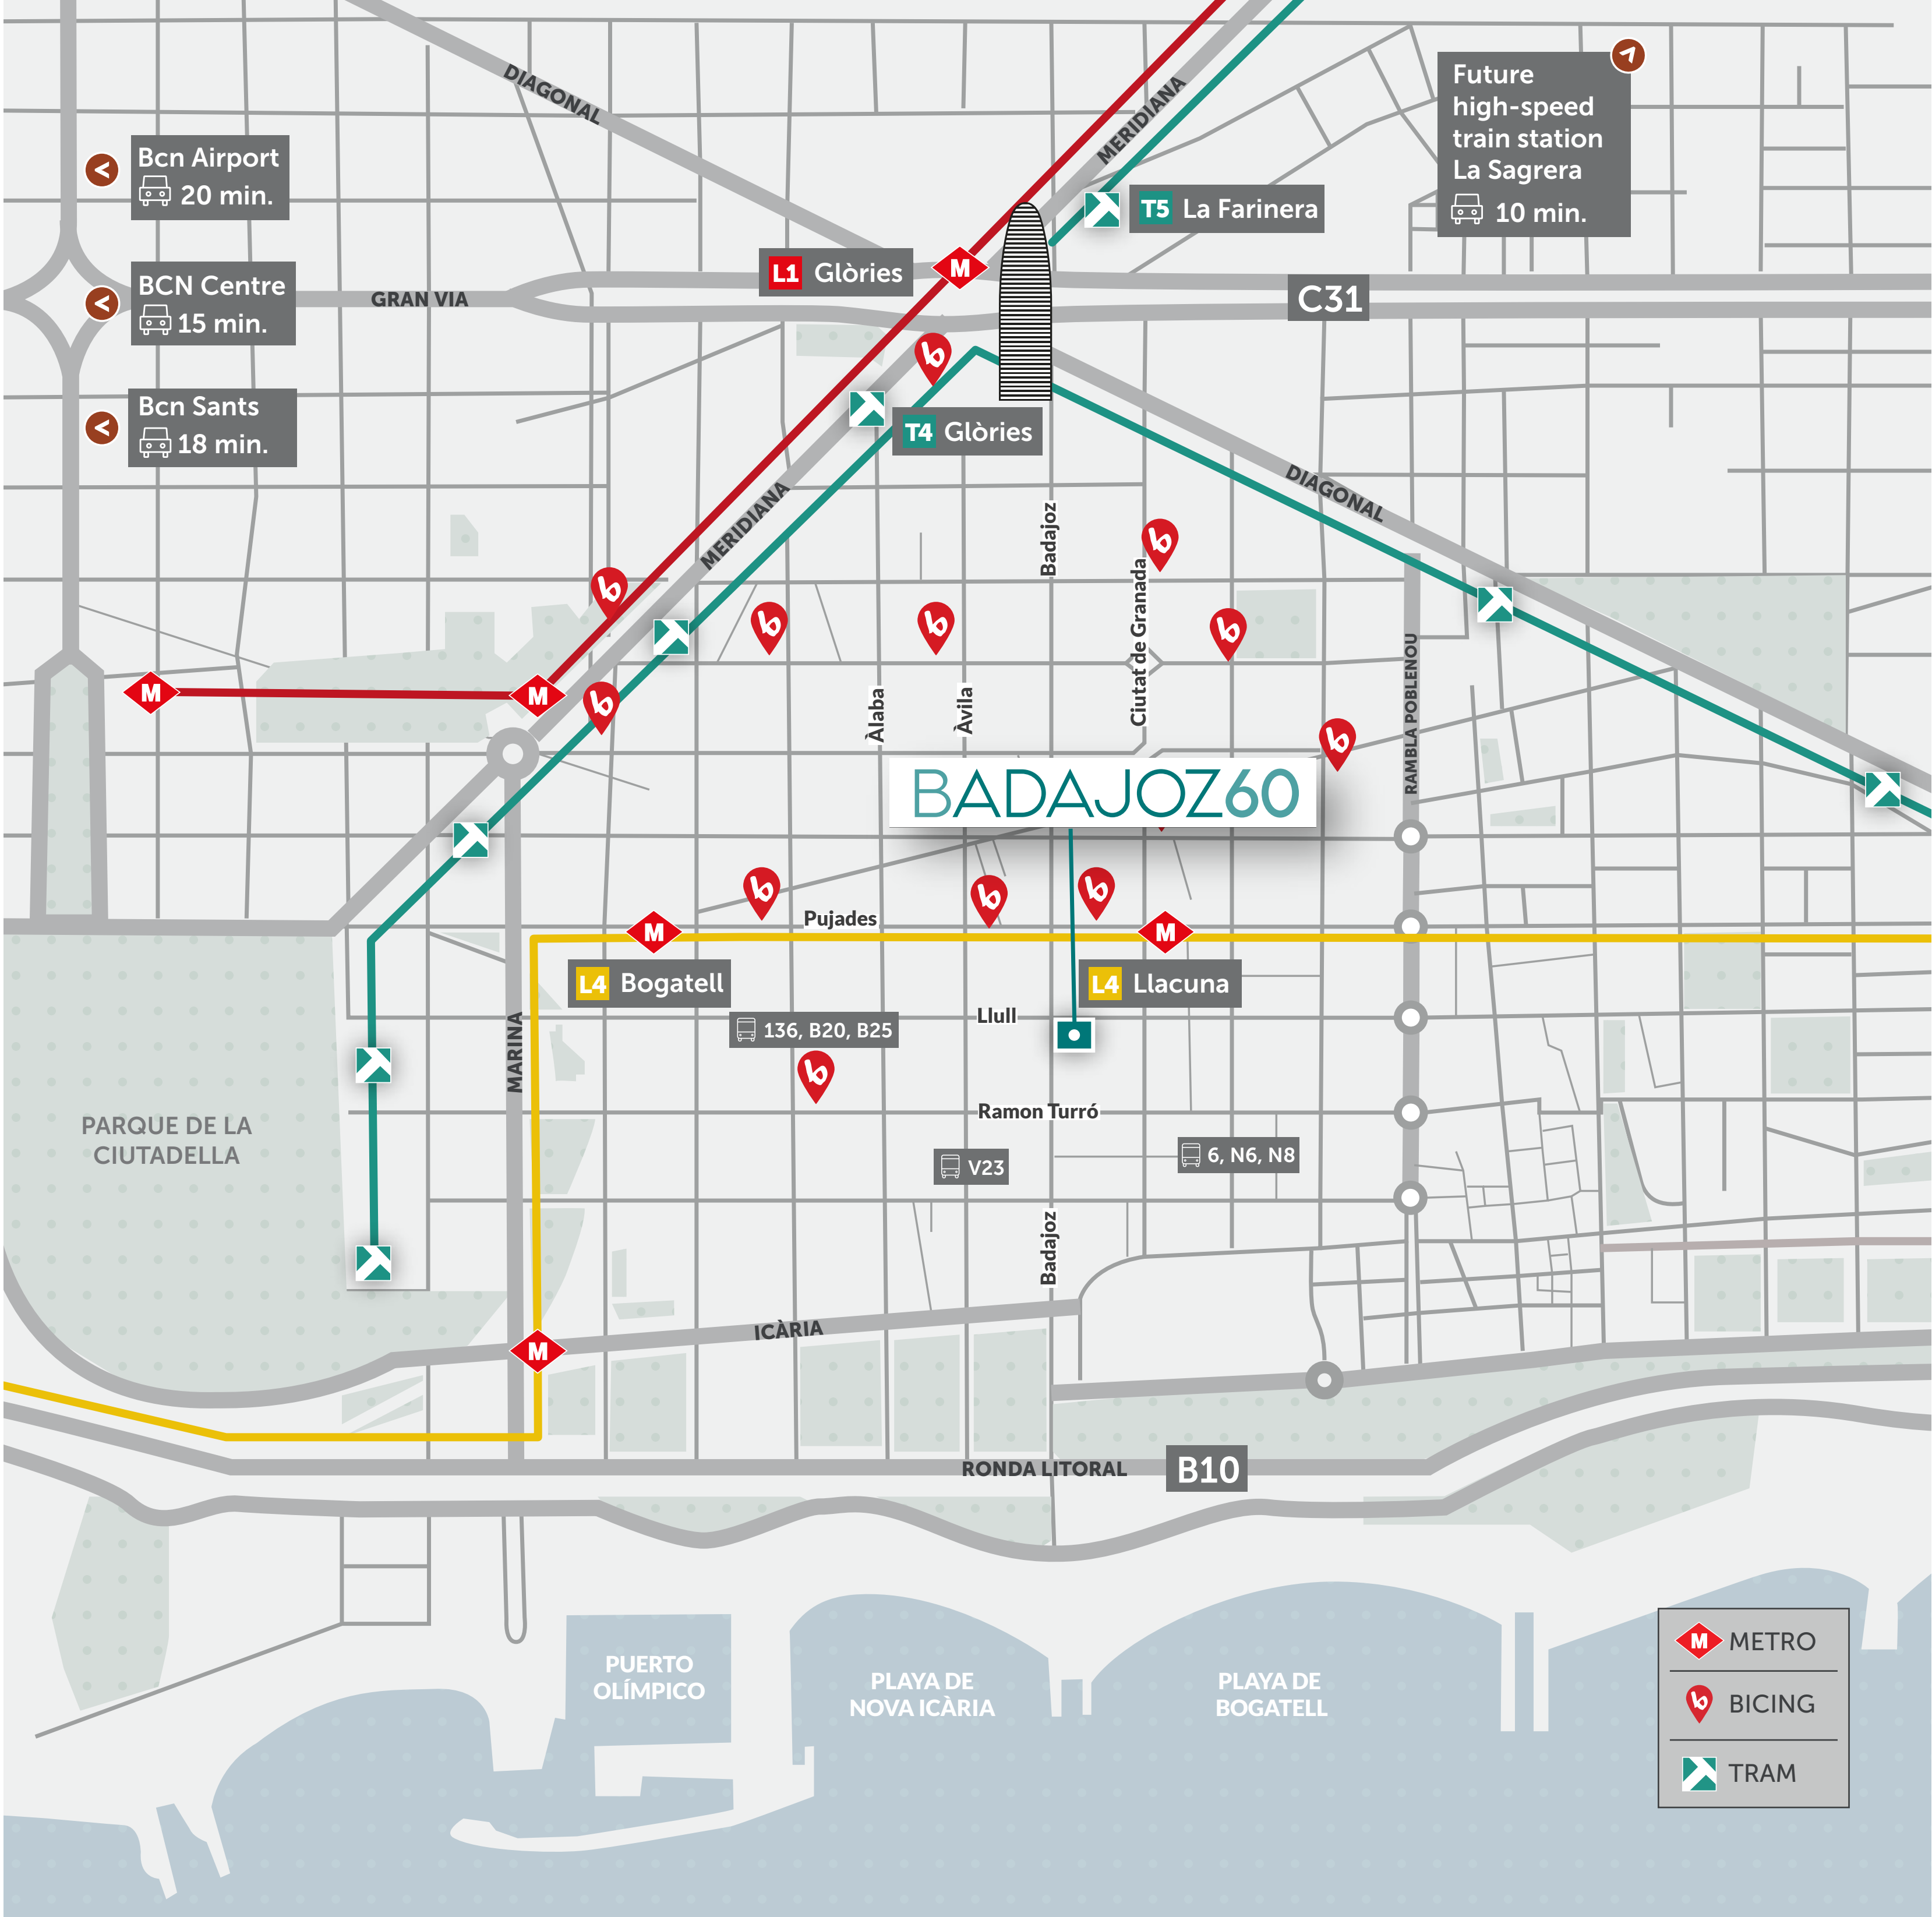 DIAGONAL
MERIDIANA
Future
high-speed
train station
La Sagrera
10 min.
Bcn Airport
20 min.
T5 La Farinera
L1 Glòries
M
BCN Centre
15 min.
GRAN VIA
C31
Bcn Sants
18 min.
T4 Glòries
MERIDIANA
DIAGONAL
Badajoz
Ciutat de Granada
RAMBLA POBLENOU
Àlaba
Àvila
M
M
BADAJOZ60
Pujades
M
M
L4 Bogatell
L4 Llacuna
Llull
136, B20, B25
MARINA
Ramon Turró
PARQUE DE LA
CIUTADELLA
V23
6, N6, N8
Badajoz
ICÀRIA
M
RONDA LITORAL
B10
PUERTO
OLÍMPICO
PLAYA DE
NOVA ICÀRIA
PLAYA DE
BOGATELL
M METRO
BICING
TRAM